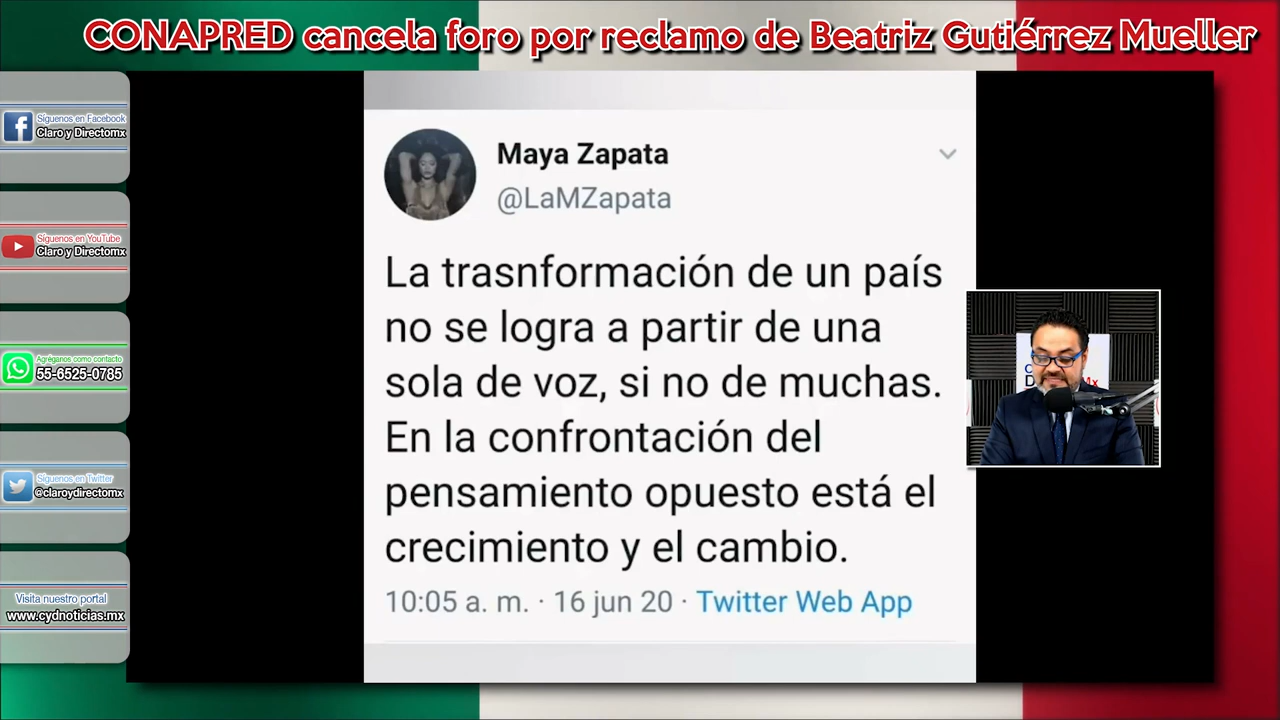 CONAPRED cancela foro por reclamo de Beatriz Gutiérrez Mueller
Síguenos en Facebook
Claro y Directomx
Síguenos en YouTube
Claro y Directomx
Agréganos como contacto
55-6525-0785
Síguenos en Twitter
@claroydirectomx
Visita nuestro portal
www.cydnoticias.mx
Maya Zapata
@LaMZapata
La trasnformación de un país
no se logra a partir de una
sola de voz, si no de muchas.
En la confrontación del
pensamiento opuesto está el
crecimiento y el cambio.
10:05 a. m. · 16 jun 20 · Twitter Web App